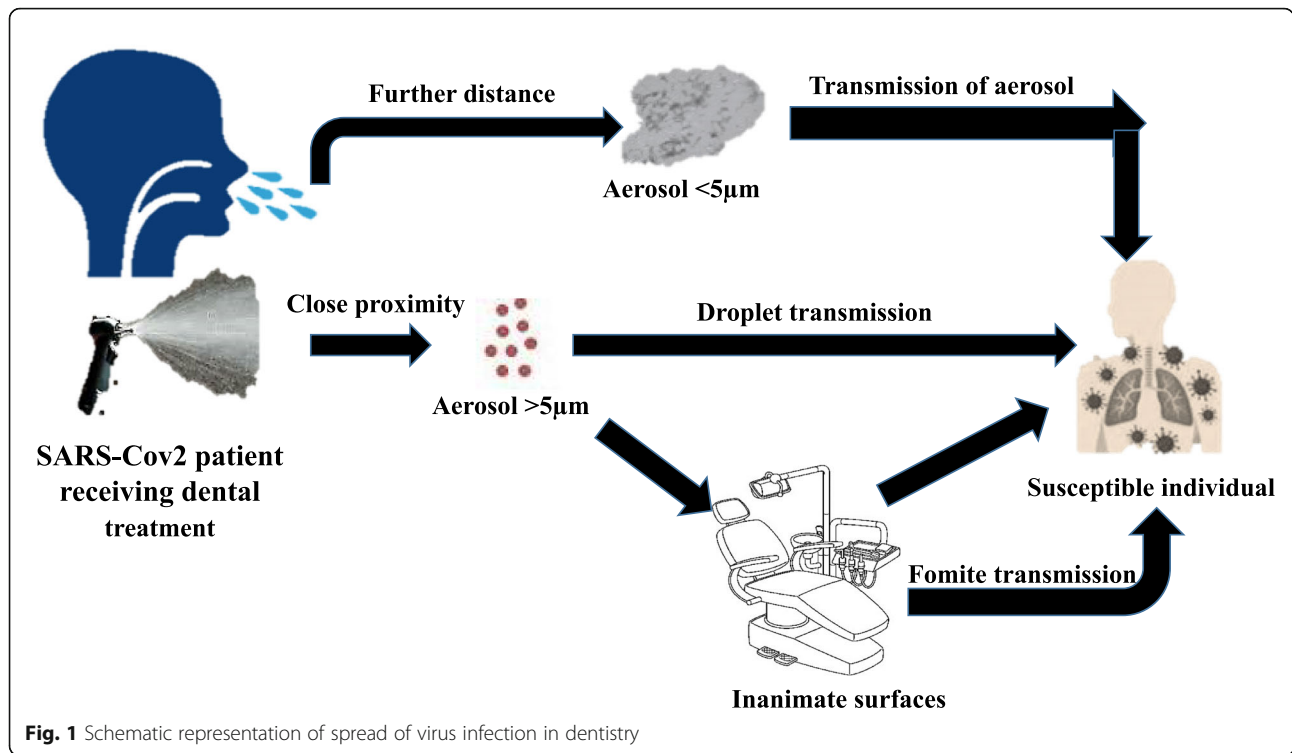 Further distance
Transmission of aerosol
Aerosol <5μm
Close proximity
Droplet transmission
Aerosol >5μm
SARS-Cov2 patient
receiving dental
treatment
Susceptible individual
Fomite transmission
Inanimate surfaces
Fig. 1 Schematic representation of spread of virus infection in dentistry